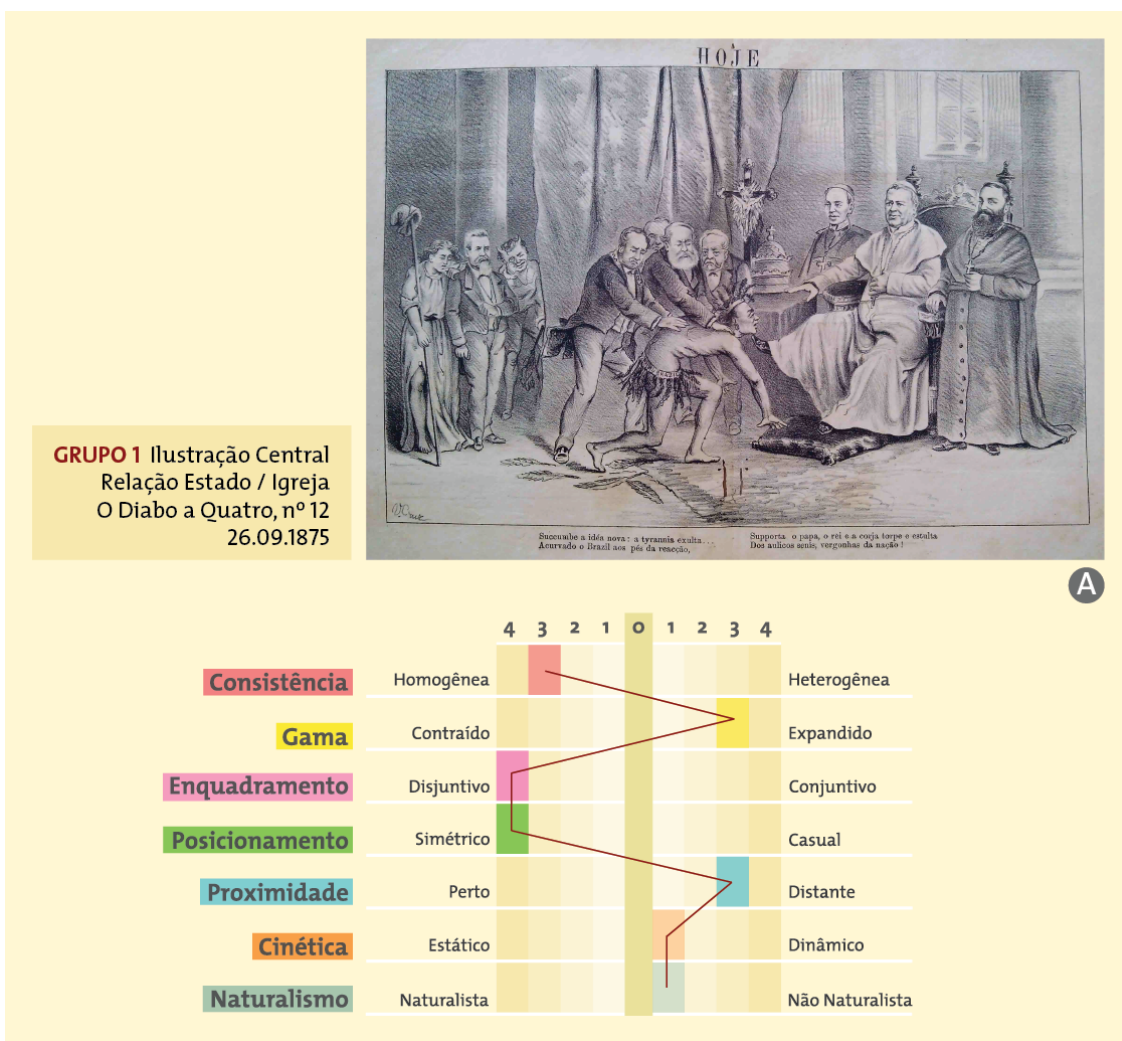 HOJE
GRUPO 1 Ilustração Central
Relação Estado / Igreja
O Diabo a Quatro, nº 12
26.09.1875
Succumbe a idéa nova: a tyrannia exulta...
Acurvado o Brazil aos pés da reacção,
Supporta o papa, o rei e a corja torpe e estulta
Dos aulicos senis, vergonhas da nação!
A
4 3 2 1 0 1 2 3 4
Consistência Homogênea Heterogênea
Gama Contraído Expandido
Enquadramento Disjuntivo Conjuntivo
Posicionamento Simétrico Casual
Proximidade Perto Distante
Cinética Estático Dinâmico
Naturalismo Naturalista Não Naturalista